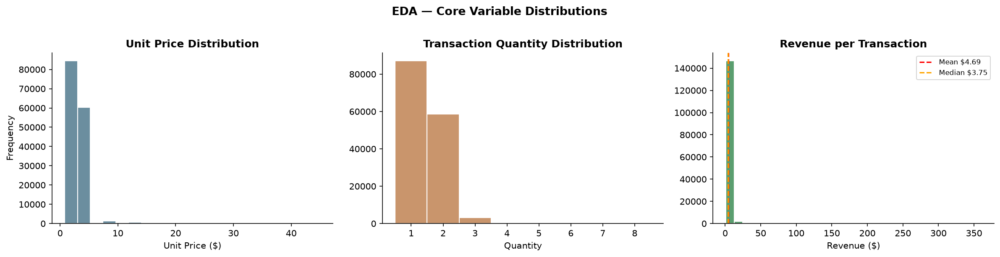 EDA — Core Variable Distributions
Unit Price Distribution
80000
70000
60000
50000
40000
30000
20000
10000
0
Frequency
0 10 20 30 40
Unit Price ($)
Transaction Quantity Distribution
80000
60000
40000
20000
0
1 2 3 4 5 6 7 8
Quantity
Revenue per Transaction
Mean $4.69
Median $3.75
140000
120000
100000
80000
60000
40000
20000
0
0 50 100 150 200 250 300 350
Revenue ($)